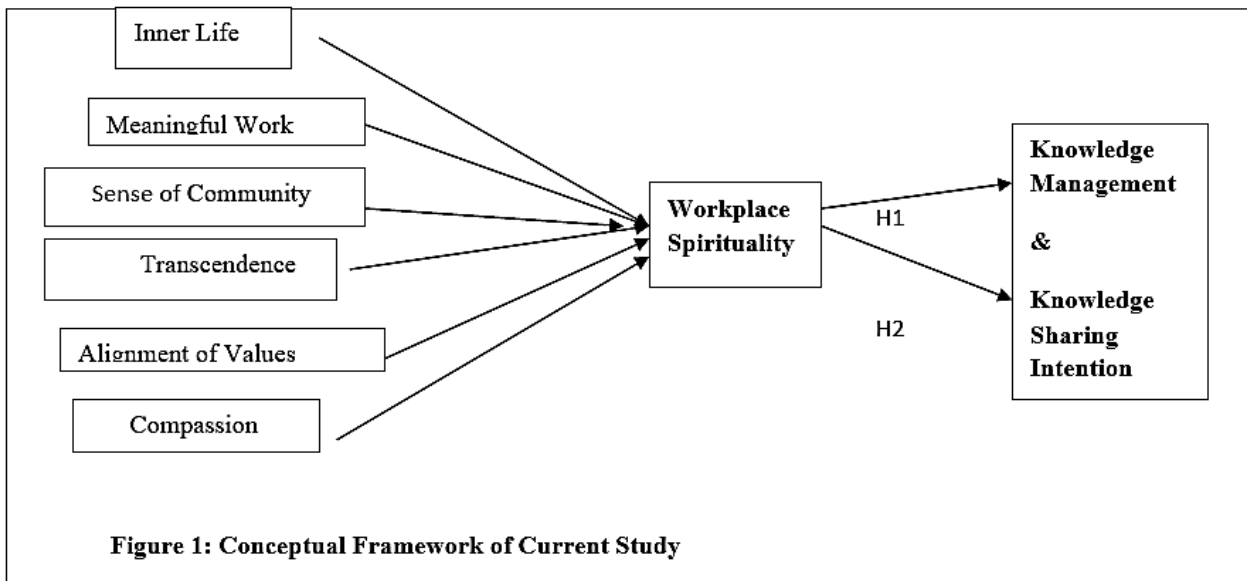 Inner Life
Meaningful Work
Sense of Community
Transcendence
Alignment of Values
Compassion
Workplace
Spirituality
H1
H2
Knowledge
Management
&
Knowledge
Sharing
Intention
Figure 1: Conceptual Framework of Current Study